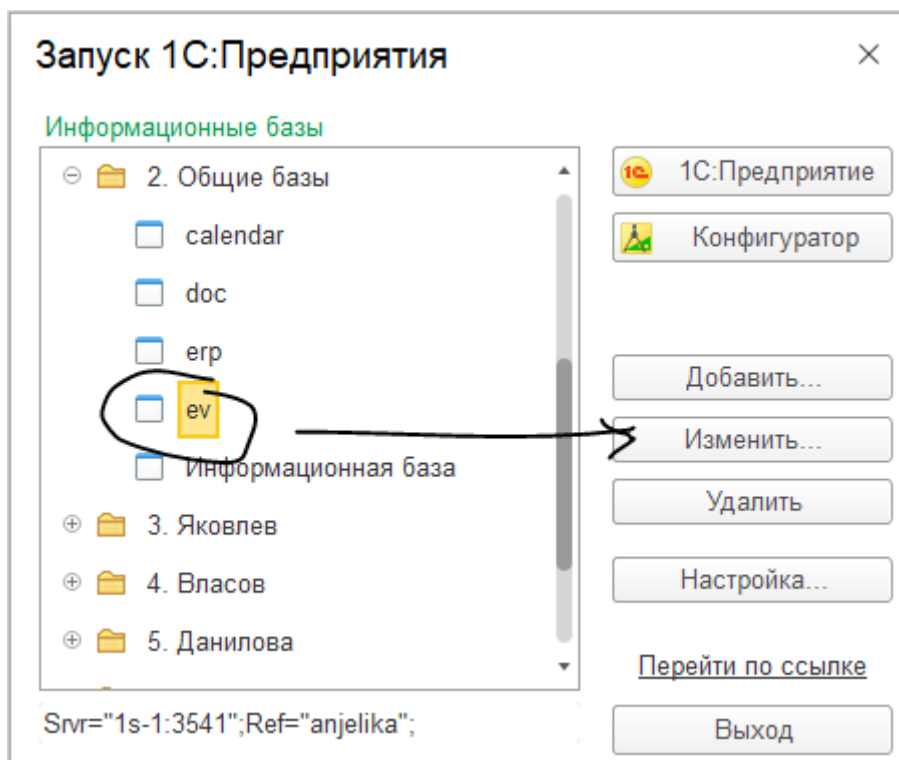 Запуск 1С:Предприятия
Информационные базы
2. Общие базы
calendar
doc
erp
ev
Информационная база
3. Яковлев
4. Власов
5. Данилова
Srvr="1s-1:3541";Ref="anjelika";
1С:Предприятие
Конфигуратор
Добавить...
Изменить...
Удалить
Настройка...
Перейти по ссылке
Выход